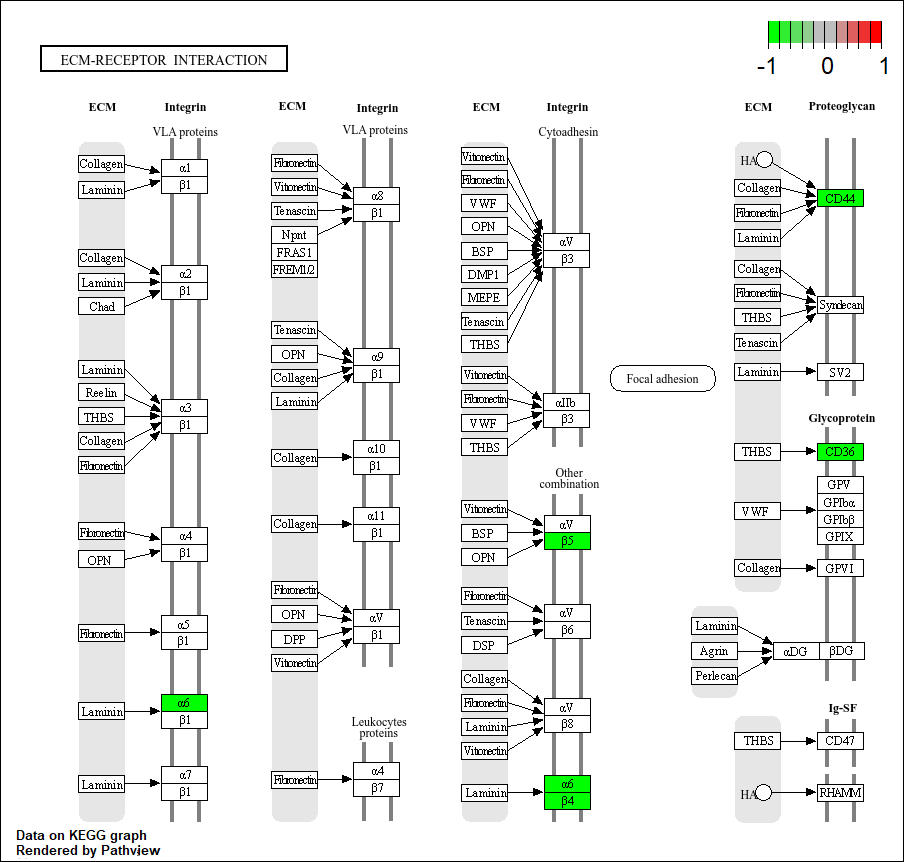 ECM-RECEPTOR INTERACTION
-1 0 1
ECM Integrin
VLA proteins
Collagen
Laminin
α1
β1
Collagen
Laminin
Chad
α2
β1
Laminin
Reelin
THBS
Collagen
Fibronectin
α3
β1
Fibronectin
OPN
α4
β1
Fibronectin
α5
β1
Laminin
α6
β1
Laminin
α7
β1
ECM Integrin
VLA proteins
Fibronectin
Vitronectin
Tenascin
Npnt
FRAS1
FREM1/2
α8
β1
Tenascin
OPN
Collagen
Laminin
α9
β1
Collagen
α10
β1
Collagen
α11
β1
Fibronectin
OPN
DPP
Vitronectin
αV
β1
Leukocytes
proteins
Fibronectin
α4
β7
ECM Integrin
Cytoadhesin
Vitronectin
Fibronectin
VWF
OPN
BSP
DMP1
MEPE
Tenascin
THBS
αV
β3
Vitronectin
Fibronectin
VWF
THBS
αIIb
β3
Other
combination
Vitronectin
BSP
OPN
αV
β5
Fibronectin
Tenascin
DSP
αV
β6
Collagen
Fibronectin
Laminin
Vitronectin
αV
β8
Laminin
α6
β4
Focal adhesion
ECM Proteoglycan
HA
Collagen
Fibronectin
Laminin
CD44
Collagen
Fibronectin
THBS
Tenascin
Syndecan
Laminin
SV2
Glycoprotein
THBS
CD36
VWF
GPV
GPIbα
GPIbβ
GPIX
Collagen
GPVI
Laminin
Agrin
Perlecan
αDG
βDG
Ig-SF
THBS
CD47
HA
RHAMM
Data on KEGG graph
Rendered by Pathview